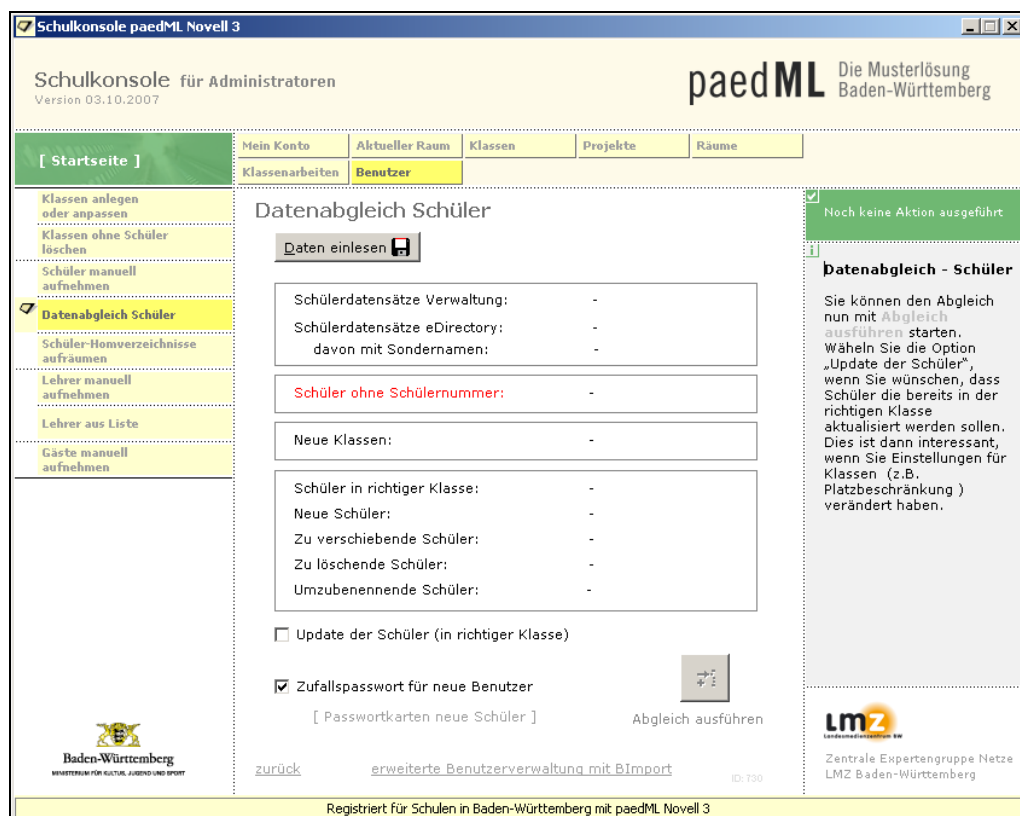 Schulkonsole paedML Novell 3
Schulkonsole für Administratoren
Version 03.10.2007
paedML Die Musterlösung
Baden-Württemberg
[ Startseite ]
Mein Konto Aktueller Raum Klassen Projekte Räume
Klassenarbeiten Benutzer
Klassen anlegen
oder anpassen
Klassen ohne Schüler
löschen
Schüler manuell
aufnehmen
Datenabgleich Schüler
Schüler-Homverzeichnisse
aufräumen
Lehrer manuell
aufnehmen
Lehrer aus Liste
Gäste manuell
aufnehmen
Baden-Württemberg
MINISTERIUM FÜR KULTUS, JUGEND UND SPORT
Datenabgleich Schüler
Daten einlesen
Schülerdatensätze Verwaltung: -
Schülerdatensätze eDirectory: -
davon mit Sondernamen: -
Schüler ohne Schülernummer: -
Neue Klassen: -
Schüler in richtiger Klasse: -
Neue Schüler: -
Zu verschiebende Schüler: -
Zu löschende Schüler: -
Umzubenennende Schüler: -
Update der Schüler (in richtiger Klasse)
Zufallspasswort für neue Benutzer
[ Passwortkarten neue Schüler ]
Abgleich ausführen
zurück erweiterte Benutzerverwaltung mit BImport ID: 730
Noch keine Aktion ausgeführt
Datenabgleich - Schüler
Sie können den Abgleich
nun mit Abgleich
ausführen starten.
Wäheln Sie die Option
„Update der Schüler“,
wenn Sie wünschen, dass
Schüler die bereits in der
richtigen Klasse
aktualisiert werden sollen.
Dies ist dann interessant,
wenn Sie Einstellungen für
Klassen (z.B.
Platzbeschränkung )
verändert haben.
LMZ
Landesmedienzentrum BW
Zentrale Expertengruppe Netze
LMZ Baden-Württemberg
Registriert für Schulen in Baden-Württemberg mit paedML Novell 3